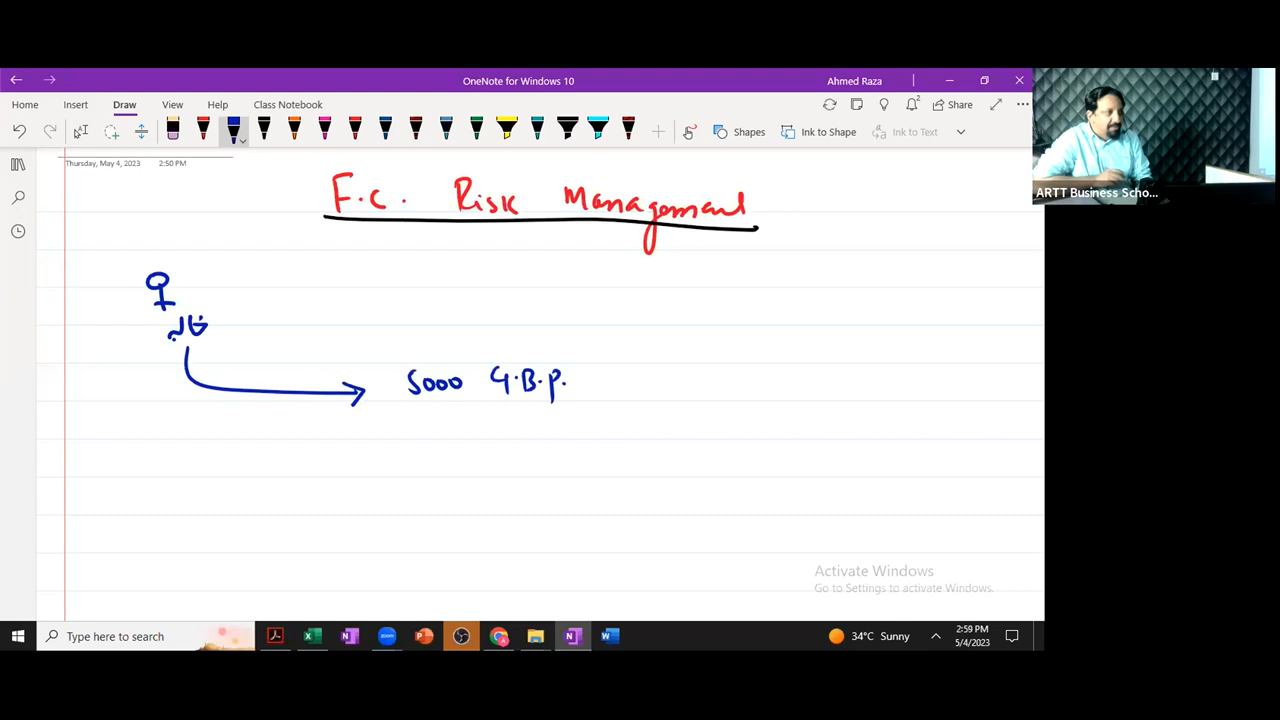 OneNote for Windows 10
Ahmed Raza
Home Insert Draw View Help Class Notebook
2
Share
Shapes Ink to Shape Ink to Text
Thursday, May 4, 2023 2:50 PM
F.C. Risk Management
5000 G.B.P.
ARTT Business Scho...
Activate Windows
Go to Settings to activate Windows.
Type here to search
34°C Sunny
2:59 PM
5/4/2023